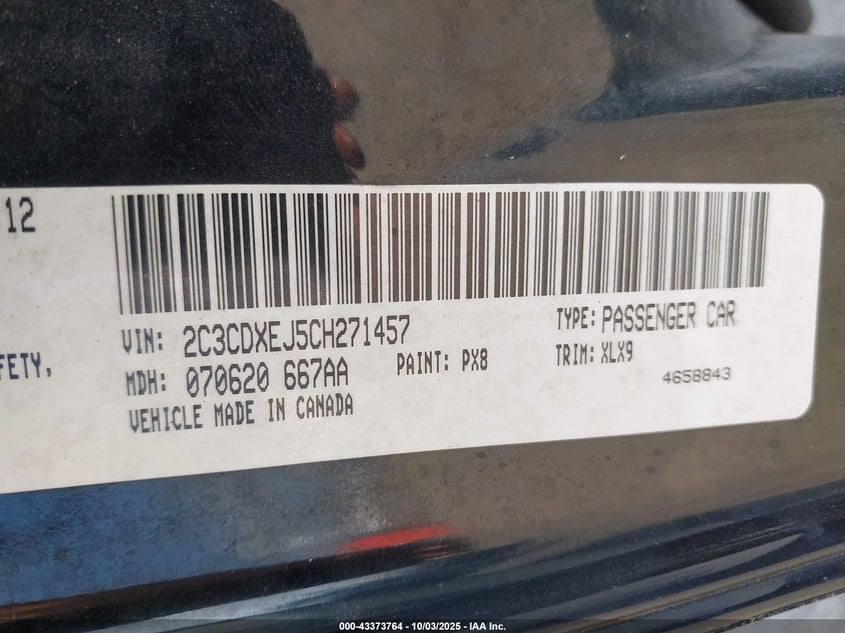 12
FETY,
VIN: 2C3CDXEJ5CH271457
TYPE: PASSENGER CAR
MDH: 070620 667AA
PAINT: PX8
TRIM: XLX9
VEHICLE MADE IN CANADA
4658843
000-43373764 - 10/03/2025 - IAA Inc.